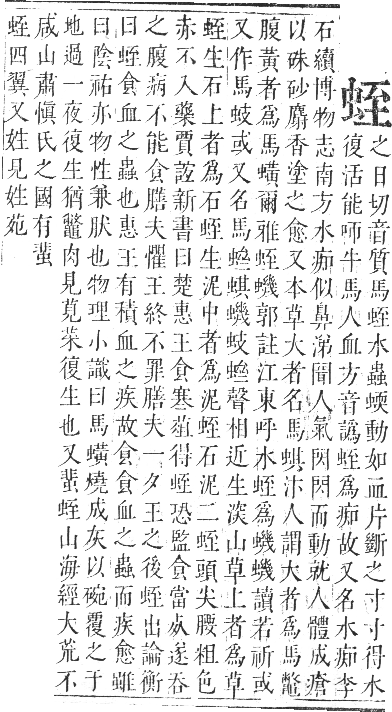 蛭
之日切音質馬蛭水蟲蝡動如血片斷之寸寸得水
復活能咂牛馬人血方音譌蛭爲痴故又名水痴李
石續博物志南方水痴似鼻涕聞人氣閃閃而動就人體成瘡
以硃砂麝香塗之愈又本草大者名馬蜞汴人謂大者爲馬鼈
腹黃者爲馬蟥爾雅蛭蟣郭註江東呼水蛭爲蟣蟣讀若祈或
又作馬蚑或又名馬蟞蜞蟣蚑蟞聲相近生深山草上者爲草
蛭生石上者爲石蛭生泥中者爲泥蛭石泥二蛭頭尖腰粗色
赤不入藥賈誼新書曰楚惠王食寒菹得蛭恐監食當死遂吞
之腹病不能食膳夫懼王終不罪膳夫一夕王之後蛭出論衡
曰蛭食血之蟲也惠王有積血之疾故食食血之蟲而疾愈雖
曰陰祐亦物性兼厭也物理小識曰馬蟥燒成灰以碗覆之于
地過一夜復生猶鼈肉見莧菜復生也又蜚蛭山海經大荒不
咸山肅愼氏之國有蜚
蛭四翼又姓見姓苑